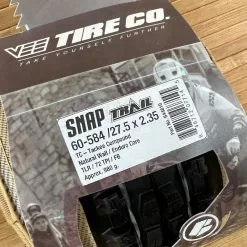 VEE TIRE CO.
TAKE YOURSELF FURTHER
SNAP TRAIL
60-584 /27.5 x 2.35
TC - Tackee Compound
Natural Wall / Enduro Core
TLR / 72 TPI / FB
Approx. 980 g.